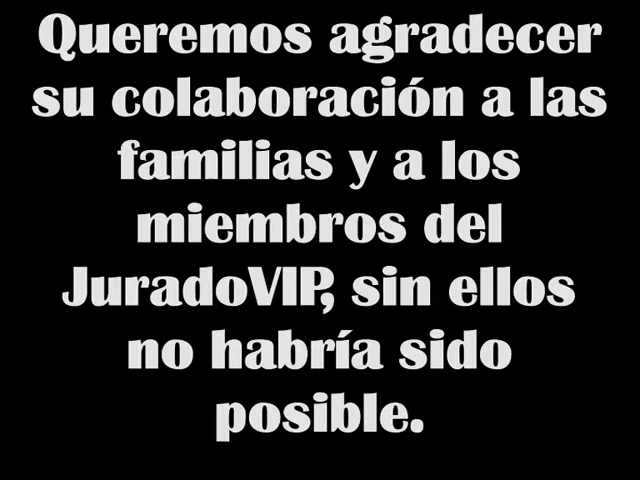 Queremos agradecer
su colaboración a las
familias y a los
miembros del
JuradoVIP, sin ellos
no habría sido
posible.